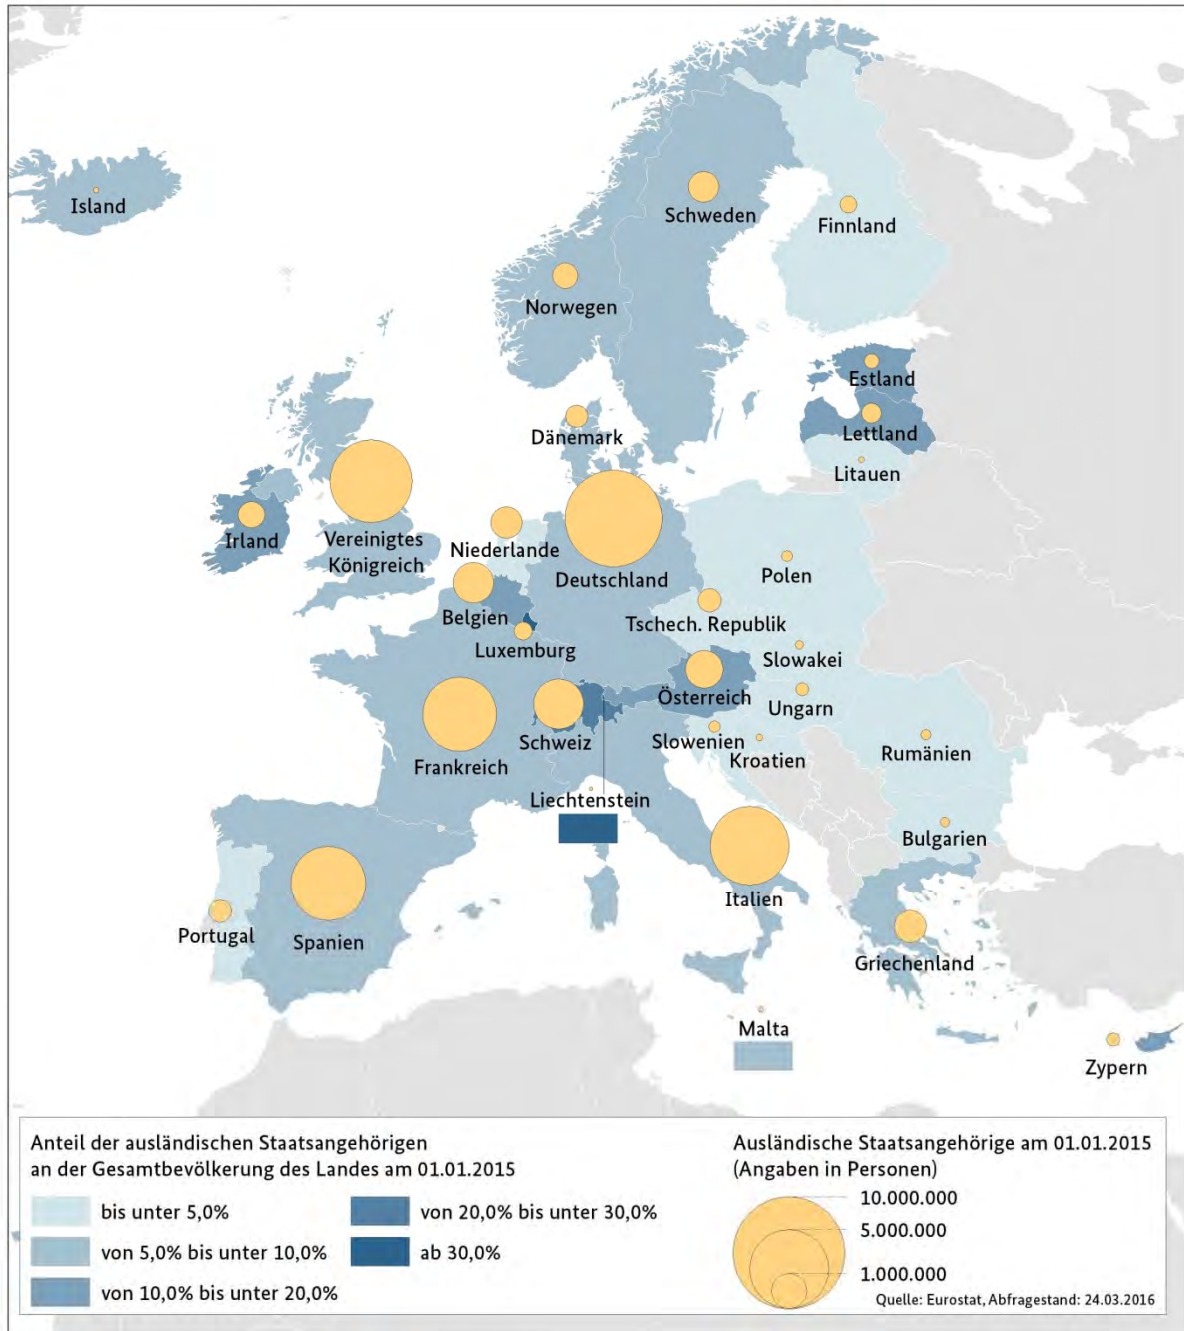 Island
Schweden
Finnland
Norwegen
Estland
Lettland
Dänemark
Litauen
Irland
Vereinigtes
Königreich
Niederlande
Deutschland
Polen
Belgien
Tschech. Republik
Luxemburg
Slowakei
Österreich
Ungarn
Schweiz
Slowenien
Kroatien
Rumänien
Frankreich
Liechtenstein
Bulgarien
Italien
Portugal
Spanien
Griechenland
Malta
Zypern
Anteil der ausländischen Staatsangehörigen
an der Gesamtbevölkerung des Landes am 01.01.2015
bis unter 5,0%
von 5,0% bis unter 10,0%
von 10,0% bis unter 20,0%
von 20,0% bis unter 30,0%
ab 30,0%
Ausländische Staatsangehörige am 01.01.2015
(Angaben in Personen)
10.000.000
5.000.000
1.000.000
Quelle: Eurostat, Abfragestand: 24.03.2016